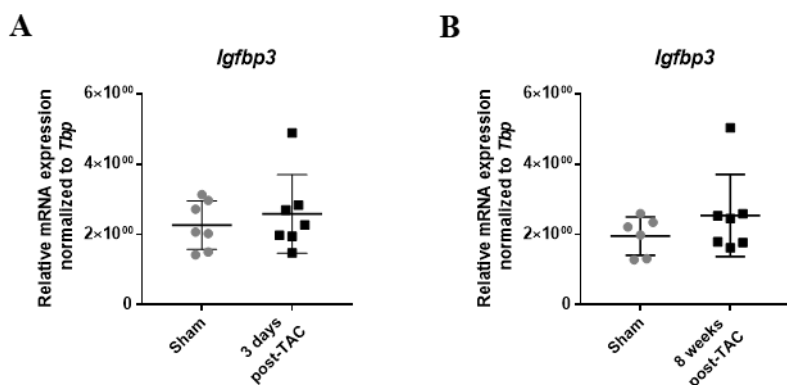 A
Igfbp3
Relative mRNA expression
normalized to Tbp
6×10⁰⁰
4×10⁰⁰
2×10⁰⁰
0
Sham
3 days
post-TAC
B
Igfbp3
Relative mRNA expression
normalized to Tbp
6×10⁰⁰
4×10⁰⁰
2×10⁰⁰
0
Sham
8 weeks
post-TAC